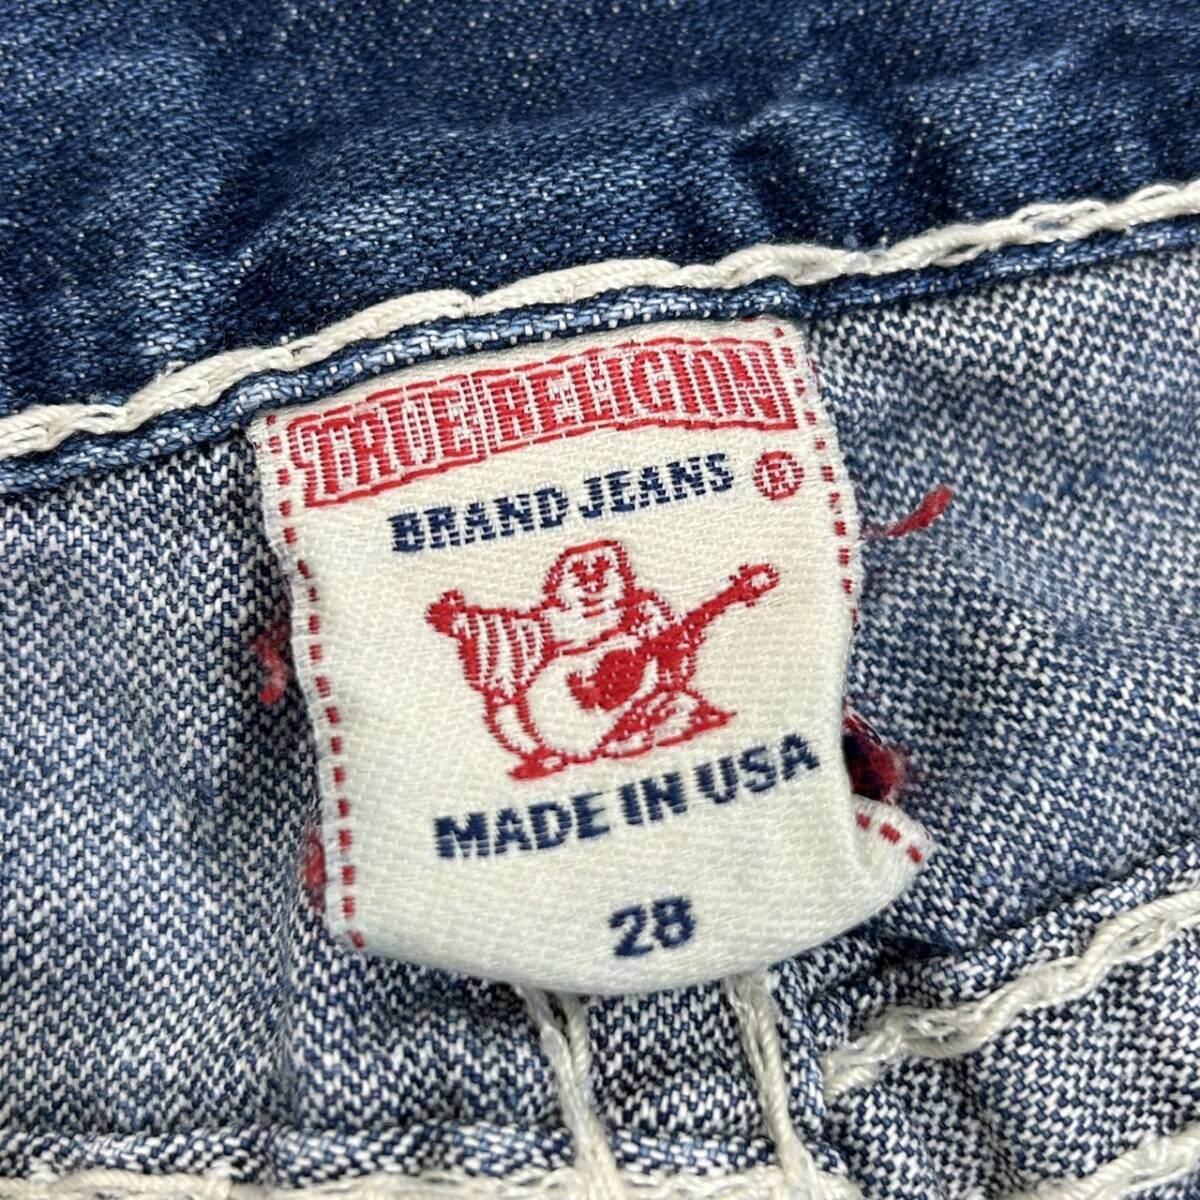 TRUE RELIGION
BRAND JEANS ®
MADE IN USA
28